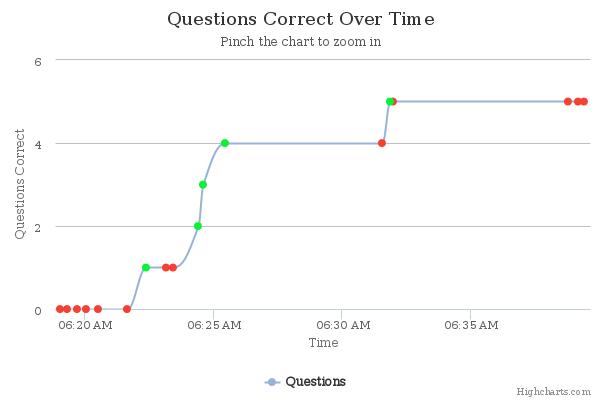 Questions Correct Over Time
Pinch the chart to zoom in
6
4
2
0
Questions Correct
06:20 AM
06:25 AM
06:30 AM
06:35 AM
Time
Questions
Highcharts.com